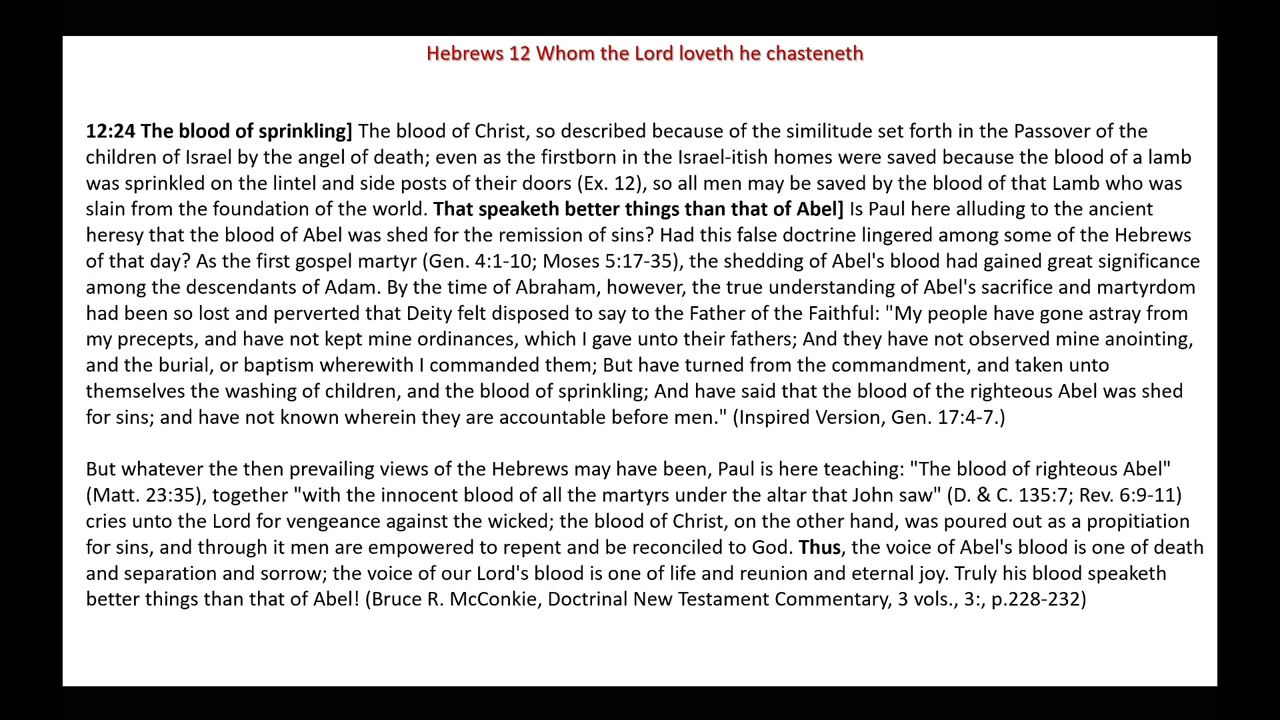 Hebrews 12 Whom the Lord loveth he chasteneth
12:24 The blood of sprinkling] The blood of Christ, so described because of the similitude set forth in the Passover of the
children of Israel by the angel of death; even as the firstborn in the Israel-itish homes were saved because the blood of a lamb
was sprinkled on the lintel and side posts of their doors (Ex. 12), so all men may be saved by the blood of that Lamb who was
slain from the foundation of the world. That speaketh better things than that of Abel] Is Paul here alluding to the ancient
heresy that the blood of Abel was shed for the remission of sins? Had this false doctrine lingered among some of the Hebrews
of that day? As the first gospel martyr (Gen. 4:1-10; Moses 5:17-35), the shedding of Abel's blood had gained great significance
among the descendants of Adam. By the time of Abraham, however, the true understanding of Abel's sacrifice and martyrdom
had been so lost and perverted that Deity felt disposed to say to the Father of the Faithful: "My people have gone astray from
my precepts, and have not kept mine ordinances, which I gave unto their fathers; And they have not observed mine anointing,
and the burial, or baptism wherewith I commanded them; But have turned from the commandment, and taken unto
themselves the washing of children, and the blood of sprinkling; And have said that the blood of the righteous Abel was shed
for sins; and have not known wherein they are accountable before men." (Inspired Version, Gen. 17:4-7.)
But whatever the then prevailing views of the Hebrews may have been, Paul is here teaching: "The blood of righteous Abel"
(Matt. 23:35), together "with the innocent blood of all the martyrs under the altar that John saw" (D. & C. 135:7; Rev. 6:9-11)
cries unto the Lord for vengeance against the wicked; the blood of Christ, on the other hand, was poured out as a propitiation
for sins, and through it men are empowered to repent and be reconciled to God. Thus, the voice of Abel's blood is one of death
and separation and sorrow; the voice of our Lord's blood is one of life and reunion and eternal joy. Truly his blood speaketh
better things than that of Abel! (Bruce R. McConkie, Doctrinal New Testament Commentary, 3 vols., 3:, p.228-232)